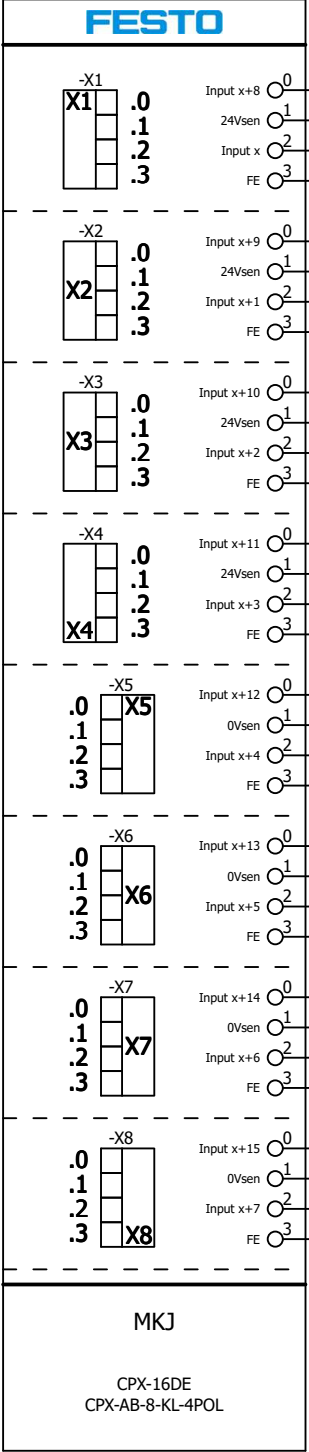 FESTO
-X1
X1 .0 Input x+8 0
.1 24Vsen 1
.2 Input x 2
.3 FE 3
-X2
.0 Input x+9 0
.1 24Vsen 1
X2 .2 Input x+1 2
.3 FE 3
-X3
.0 Input x+10 0
.1 24Vsen 1
X3 .2 Input x+2 2
.3 FE 3
-X4
.0 Input x+11 0
.1 24Vsen 1
.2 Input x+3 2
X4 .3 FE 3
-X5
.0 X5 Input x+12 0
.1 0Vsen 1
.2 Input x+4 2
.3 FE 3
-X6
.0 Input x+13 0
.1 0Vsen 1
.2 X6 Input x+5 2
.3 FE 3
-X7
.0 Input x+14 0
.1 0Vsen 1
.2 X7 Input x+6 2
.3 FE 3
-X8
.0 Input x+15 0
.1 0Vsen 1
.2 Input x+7 2
.3 X8 FE 3
MKJ
CPX-16DE
CPX-AB-8-KL-4POL